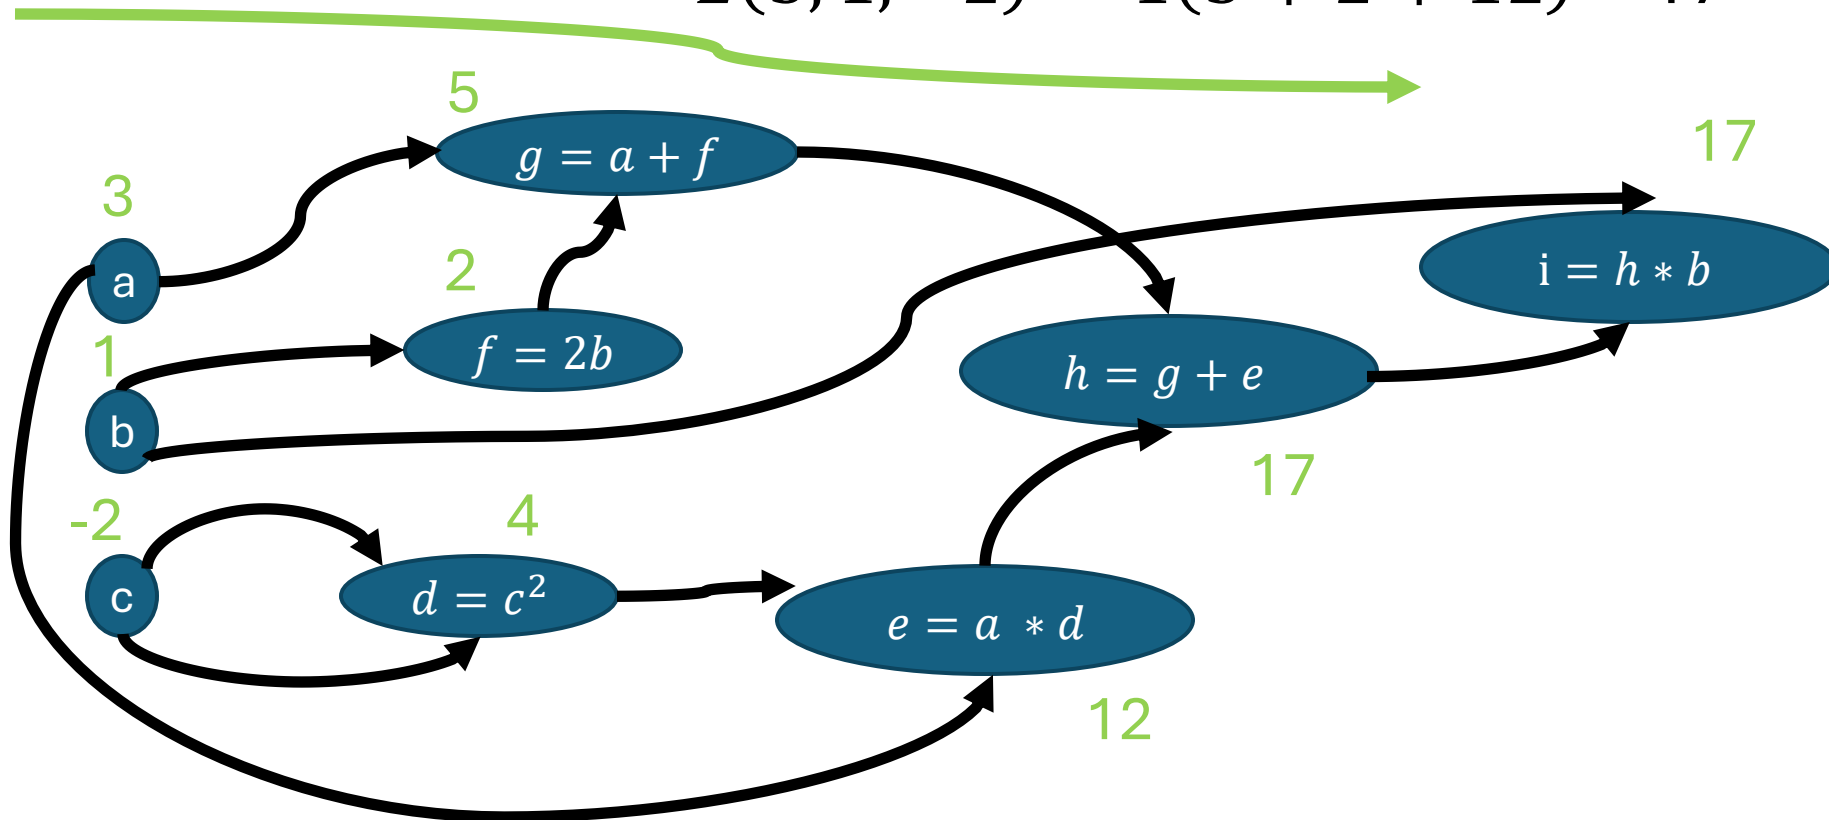 5
17
g = a + f
3
2
i = h ∗ b
a
1
f = 2b
h = g + e
b
17
-2
4
c
d = c²
e = a ∗ d
12